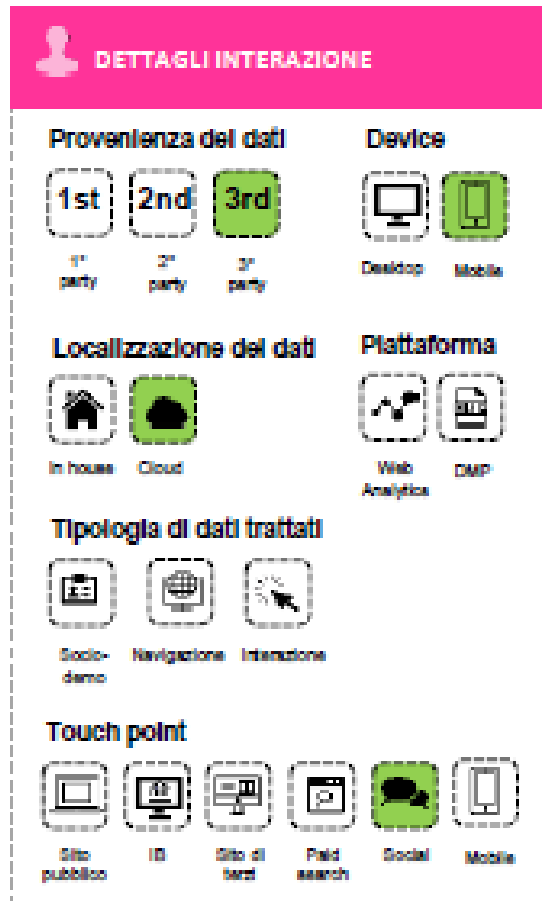 DETTAGLI INTERAZIONE
Provenienza dei dati
Device
1st 2nd 3rd
1° party
2° party
3° party
Desktop
Mobile
Localizzazione dei dati
Piattaforma
In house
Cloud
Web Analytics
DMP
Tipologia di dati trattati
Socio-demo
Navigazione
Interazione
Touch point
Sito pubblico
IB
Sito di terzi
Paid search
Social
Mobile